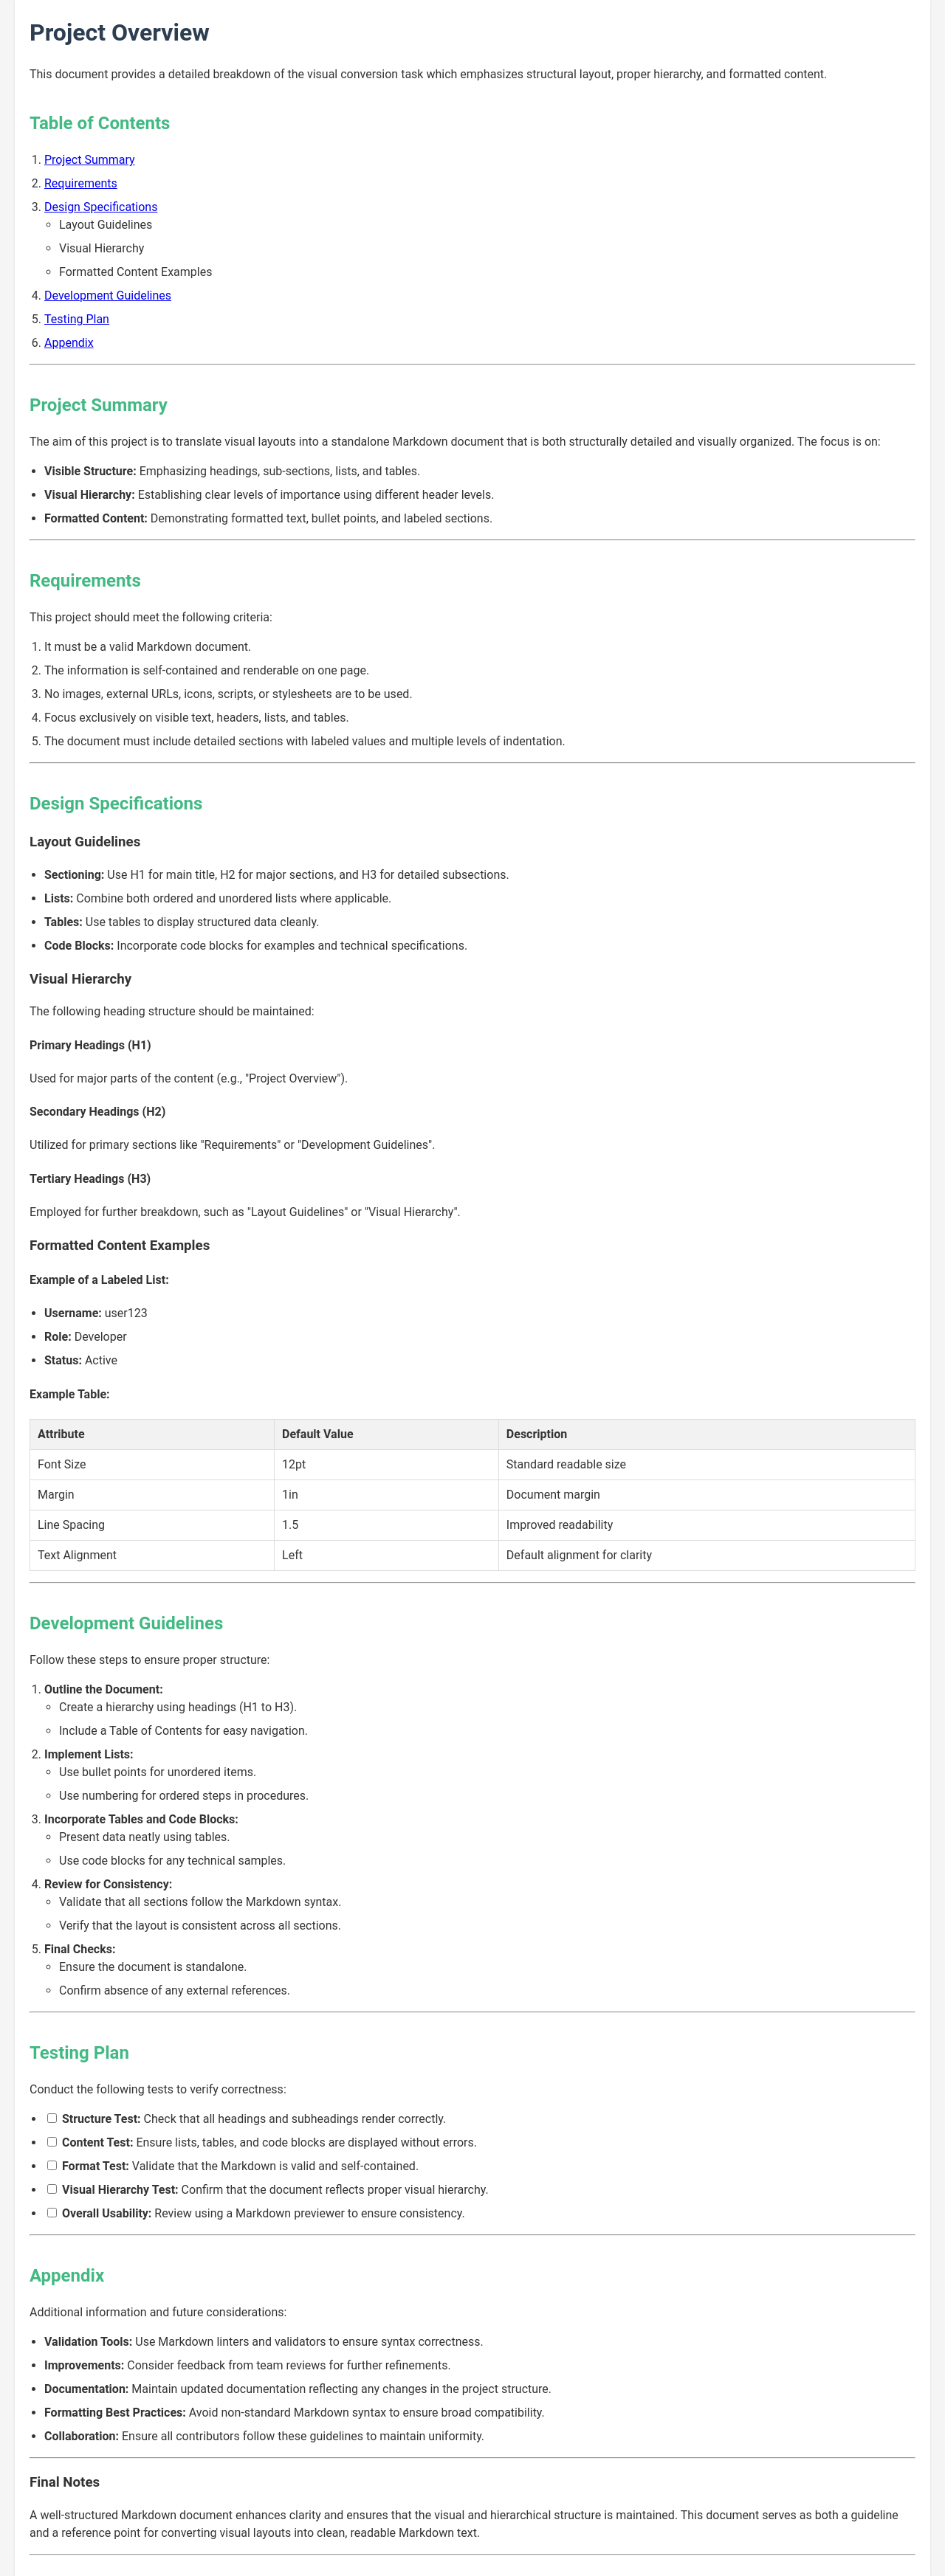 Project Overview
This document provides a detailed breakdown of the visual conversion task which emphasizes structural layout, proper hierarchy, and formatted content.
Table of Contents
1. Project Summary
2. Requirements
3. Design Specifications
Layout Guidelines
Visual Hierarchy
Formatted Content Examples
4. Development Guidelines
5. Testing Plan
6. Appendix
Project Summary
The aim of this project is to translate visual layouts into a standalone Markdown document that is both structurally detailed and visually organized. The focus is on:
Visible Structure: Emphasizing headings, sub-sections, lists, and tables.
Visual Hierarchy: Establishing clear levels of importance using different header levels.
Formatted Content: Demonstrating formatted text, bullet points, and labeled sections.
Requirements
This project should meet the following criteria:
1. It must be a valid Markdown document.
2. The information is self-contained and renderable on one page.
3. No images, external URLs, icons, scripts, or stylesheets are to be used.
4. Focus exclusively on visible text, headers, lists, and tables.
5. The document must include detailed sections with labeled values and multiple levels of indentation.
Design Specifications
Layout Guidelines
Sectioning: Use H1 for main title, H2 for major sections, and H3 for detailed subsections.
Lists: Combine both ordered and unordered lists where applicable.
Tables: Use tables to display structured data cleanly.
Code Blocks: Incorporate code blocks for examples and technical specifications.
Visual Hierarchy
The following heading structure should be maintained:
Primary Headings (H1)
Used for major parts of the content (e.g., "Project Overview").
Secondary Headings (H2)
Utilized for primary sections like "Requirements" or "Development Guidelines".
Tertiary Headings (H3)
Employed for further breakdown, such as "Layout Guidelines" or "Visual Hierarchy".
Formatted Content Examples
Example of a Labeled List:
Username: user123
Role: Developer
Status: Active
Example Table:
Attribute Default Value Description
Font Size 12pt Standard readable size
Margin 1in Document margin
Line Spacing 1.5 Improved readability
Text Alignment Left Default alignment for clarity
Development Guidelines
Follow these steps to ensure proper structure:
1. Outline the Document:
Create a hierarchy using headings (H1 to H3).
Include a Table of Contents for easy navigation.
2. Implement Lists:
Use bullet points for unordered items.
Use numbering for ordered steps in procedures.
3. Incorporate Tables and Code Blocks:
Present data neatly using tables.
Use code blocks for any technical samples.
4. Review for Consistency:
Validate that all sections follow the Markdown syntax.
Verify that the layout is consistent across all sections.
5. Final Checks:
Ensure the document is standalone.
Confirm absence of any external references.
Testing Plan
Conduct the following tests to verify correctness:
Structure Test: Check that all headings and subheadings render correctly.
Content Test: Ensure lists, tables, and code blocks are displayed without errors.
Format Test: Validate that the Markdown is valid and self-contained.
Visual Hierarchy Test: Confirm that the document reflects proper visual hierarchy.
Overall Usability: Review using a Markdown previewer to ensure consistency.
Appendix
Additional information and future considerations:
Validation Tools: Use Markdown linters and validators to ensure syntax correctness.
Improvements: Consider feedback from team reviews for further refinements.
Documentation: Maintain updated documentation reflecting any changes in the project structure.
Formatting Best Practices: Avoid non-standard Markdown syntax to ensure broad compatibility.
Collaboration: Ensure all contributors follow these guidelines to maintain uniformity.
Final Notes
A well-structured Markdown document enhances clarity and ensures that the visual and hierarchical structure is maintained. This document serves as both a guideline
and a reference point for converting visual layouts into clean, readable Markdown text.